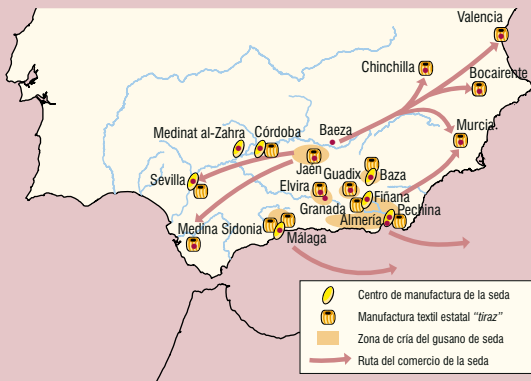 Valencia
Chinchilla
Bocairente
Medinat al-Zahra
Córdoba
Baeza
Murcia
Jaén
Sevilla
Guadix
Baza
Elvira
Fiñana
Granada
Pechina
Almería
Medina Sidonia
Málaga
Centro de manufactura de la seda
Manufactura textil estatal "tiraz"
Zona de cría del gusano de seda
Ruta del comercio de la seda